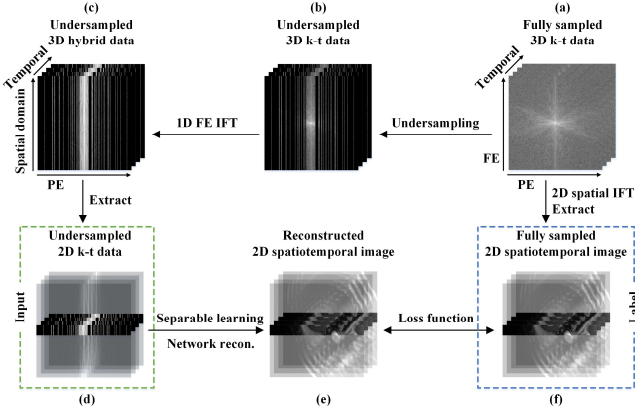 (c)
(b)
(a)
Undersampled
3D hybrid data
Undersampled
3D k-t data
Fully sampled
3D k-t data
Temporal
Spatial domain
PE
1D FE IFT
Undersampling
Temporal
FE
PE
Extract
2D spatial IFT
Extract
Undersampled
2D k-t data
Reconstructed
2D spatiotemporal image
Fully sampled
2D spatiotemporal image
Input
Separable learning
Network recon.
Loss function
Label
(d)
(e)
(f)